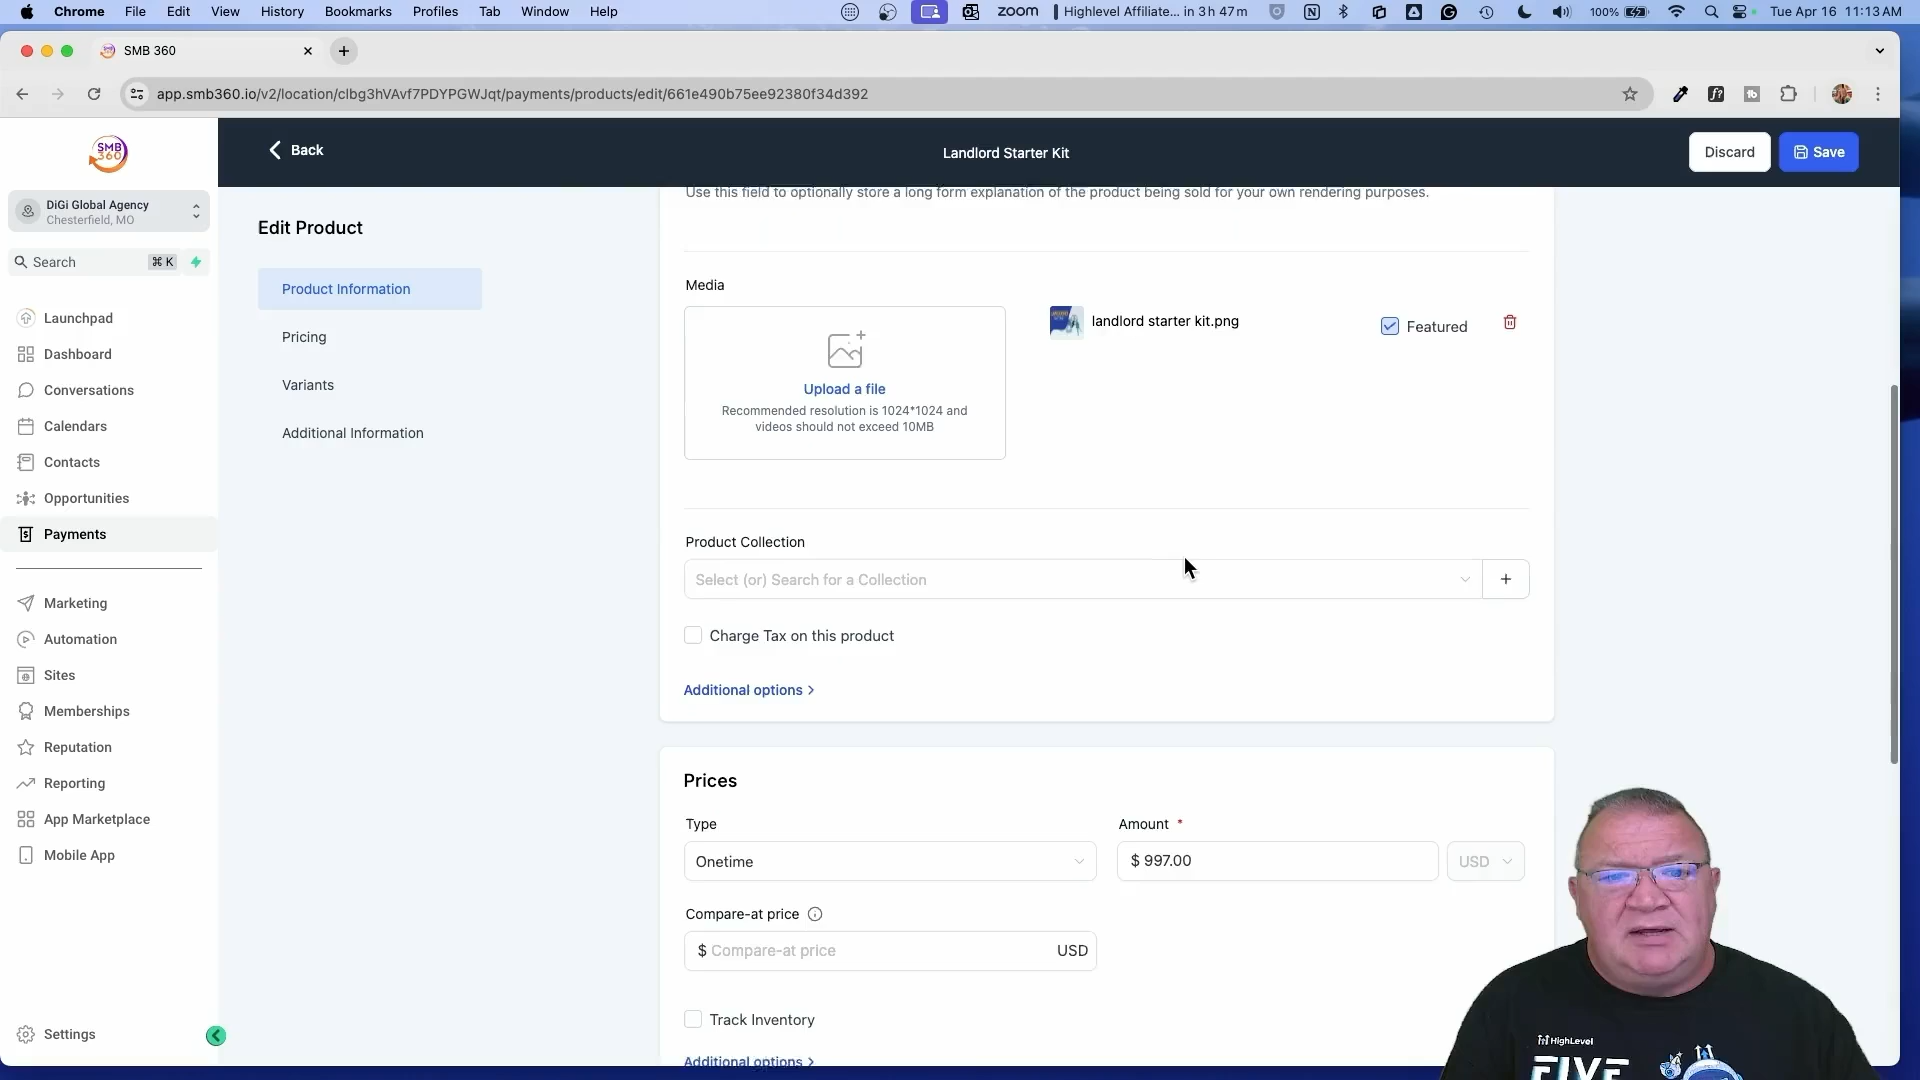 Chrome File Edit View History Bookmarks Profiles Tab Window Help
zoom Highlevel Affiliate... in 3h 47m 100% Tue Apr 16 11:13 AM
SMB 360
app.smb360.io/v2/location/clbg3hVAvf7PDYPGWJqt/payments/products/edit/661e490b75ee92380f34d392
SMB 360
Back
Landlord Starter Kit
Discard
Save
DiGi Global Agency
Chesterfield, MO
Search ⌘ K
Launchpad
Dashboard
Conversations
Calendars
Contacts
Opportunities
Payments
Marketing
Automation
Sites
Memberships
Reputation
Reporting
App Marketplace
Mobile App
Settings
Edit Product
Product Information
Pricing
Variants
Additional Information
Use this field to optionally store a long form explanation of the product being sold for your own rendering purposes.
Media
Upload a file
Recommended resolution is 1024*1024 and
videos should not exceed 10MB
landlord starter kit.png
Featured
Product Collection
Select (or) Search for a Collection
+
Charge Tax on this product
Additional options >
Prices
Type
Amount *
Onetime
$ 997.00
USD
Compare-at price
$ Compare-at price USD
Track Inventory
Additional options >
HighLevel
FIVE